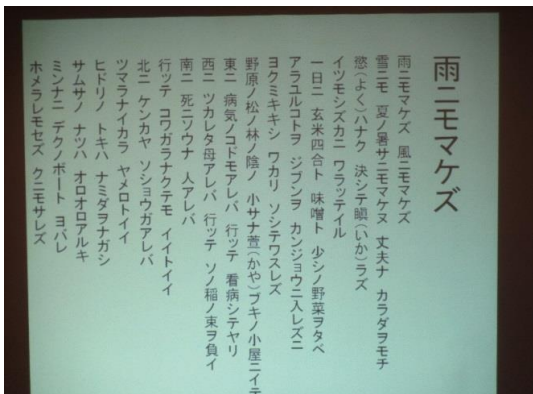 雨ニモマケズ
雨ニモマケズ 風ニモマケズ
雪ニモ 夏ノ暑サニモマケヌ 丈夫ナ カラダヲモチ
慾(よく)ハナク 決シテ瞋(いか)ラズ
イツモシズカニ ワラッテイル
一日ニ 玄米四合ト 味噌ト 少シノ野菜ヲタベ
アラユルコトヲ ジブンヲ カンジョウニ入レズニ
ヨクミキキシ ワカリ ソシテワスレズ
野原ノ松ノ林ノ陰ノ 小サナ萱(かや)ブキノ小屋ニイテ
東ニ 病気ノコドモアレバ 行ッテ 看病シテヤリ
西ニ ツカレタ母アレバ 行ッテ ソノ稲ノ束ヲ負イ
南ニ 死ニソウナ 人アレバ
行ッテ コワガラナクテモ イイトイイ
北ニ ケンカヤ ソショウガアレバ
ツマラナイカラ ヤメロトイイ
ヒドリノ トキハ ナミダヲナガシ
サムサノ ナツハ オロオロアルキ
ミンナニ デクノボート ヨバレ
ホメラレモセズ クニモサレズ